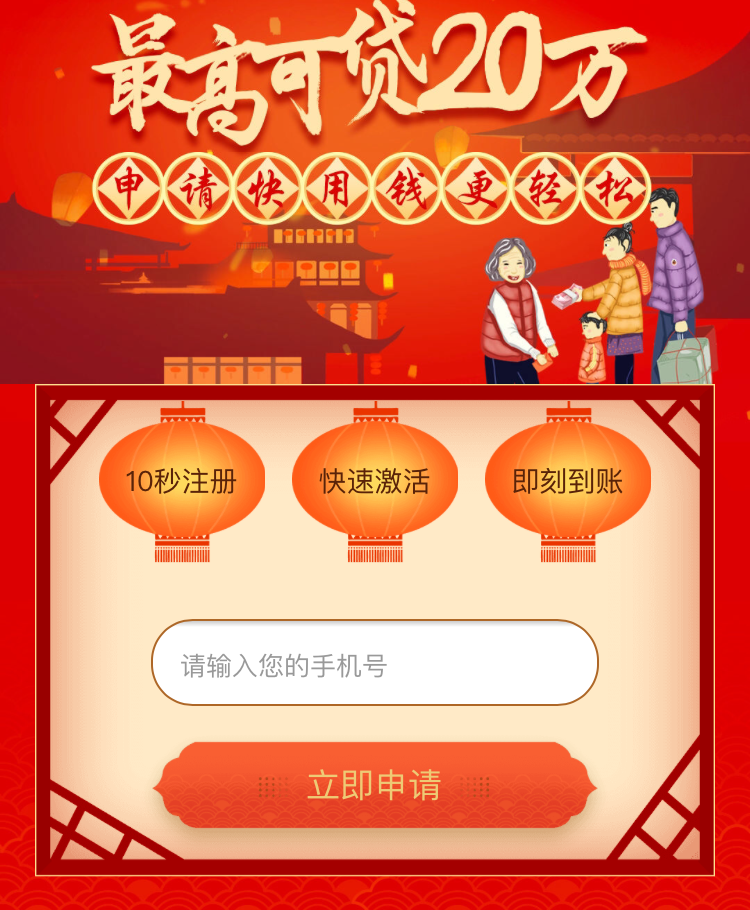 最高可贷20万
申请快用钱更轻松
10秒注册
快速激活
即刻到账
请输入您的手机号
立即申请